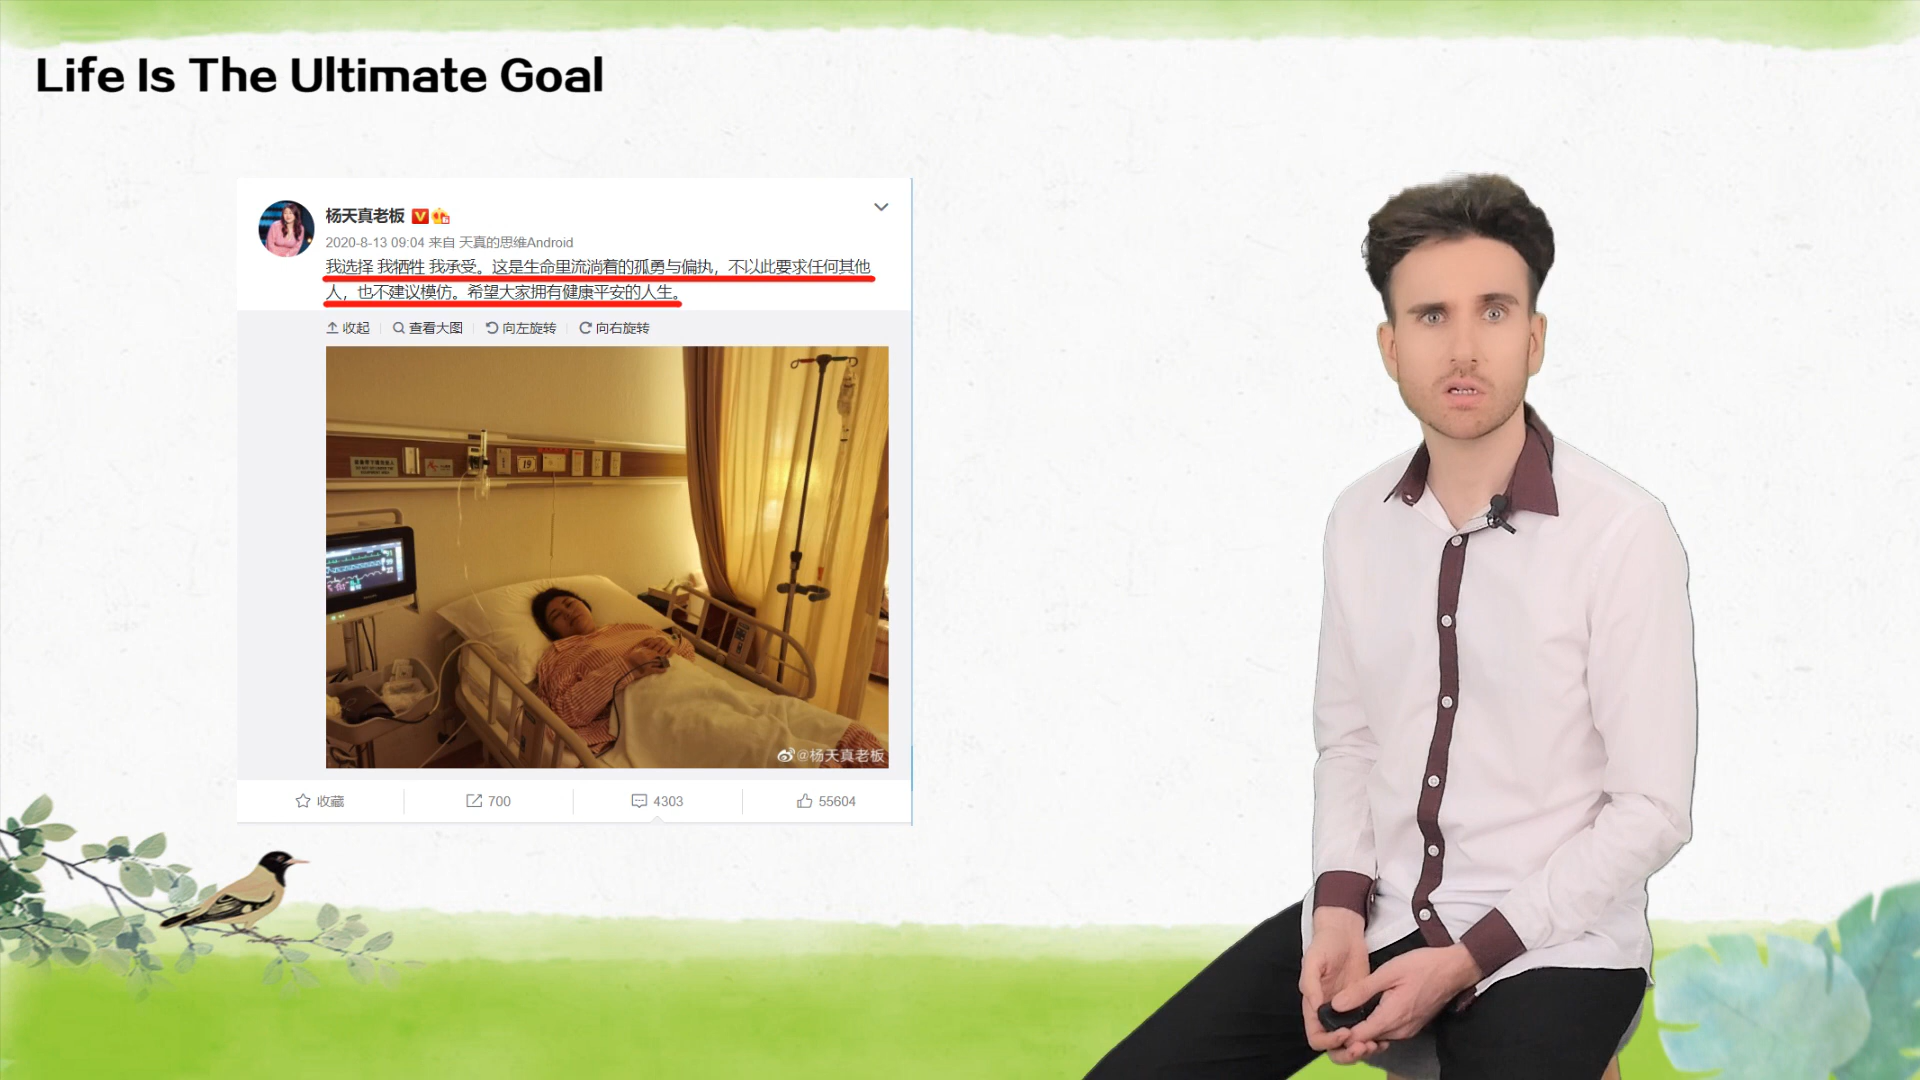 Life Is The Ultimate Goal
杨天真老板
2020-8-13 09:04 来自 天真的思维Android
我选择 我牺牲 我承受。这是生命里流淌着的孤勇与偏执，不以此要求任何其他
人，也不建议模仿。希望大家拥有健康平安的人生。
收起 查看大图 向左旋转 向右旋转
19
@杨天真老板
收藏 700 4303 55604